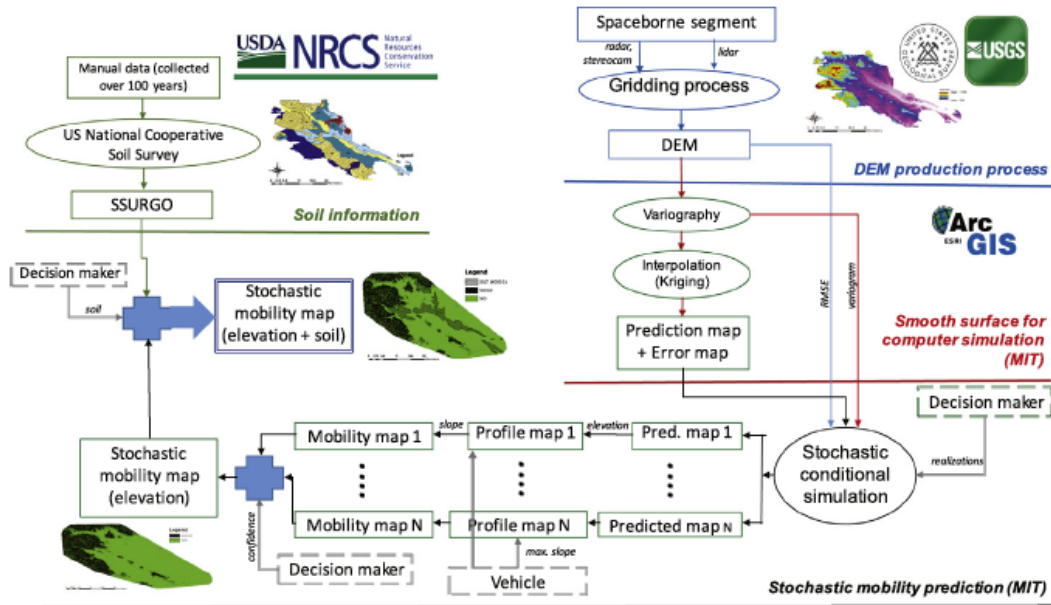 USDA
NRCS
Natural
Resources
Conservation
Service
Manual data (collected
over 100 years)
US National Cooperative
Soil Survey
SSURGO
Legend
Soil information
Spaceborne segment
radar,
stereocam
lidar
Gridding process
DEM
USGS
DEM production process
Variography
Interpolation
(Kriging)
Prediction map
+ Error map
RMSE
variogram
Arc
ESRI
GIS
Smooth surface for
computer simulation
(MIT)
Decision maker
soil
Stochastic
mobility map
(elevation + soil)
Legend
Decision maker
realizations
Stochastic
conditional
simulation
Mobility map 1
slope
Profile map 1
elevation
Pred. map 1
Mobility map N
Profile map N
Predicted map N
max. slope
Vehicle
Stochastic
mobility map
(elevation)
confidence
Decision maker
Legend
Stochastic mobility prediction (MIT)